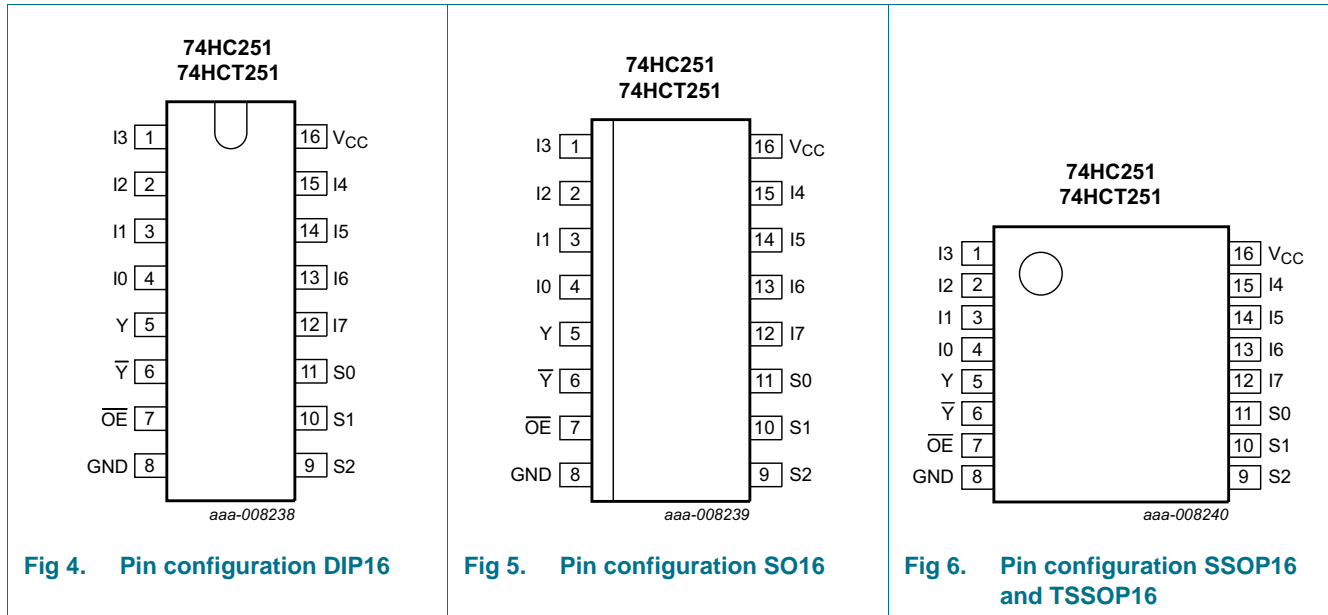 74HC251
74HCT251
I3 1 16 VCC
I2 2 15 I4
I1 3 14 I5
I0 4 13 I6
Y 5 12 I7
Y̅ 6 11 S0
O̅E̅ 7 10 S1
GND 8 9 S2
aaa-008238
Fig 4. Pin configuration DIP16
74HC251
74HCT251
I3 1 16 VCC
I2 2 15 I4
I1 3 14 I5
I0 4 13 I6
Y 5 12 I7
Y̅ 6 11 S0
O̅E̅ 7 10 S1
GND 8 9 S2
aaa-008239
Fig 5. Pin configuration SO16
74HC251
74HCT251
I3 1 16 VCC
I2 2 15 I4
I1 3 14 I5
I0 4 13 I6
Y 5 12 I7
Y̅ 6 11 S0
O̅E̅ 7 10 S1
GND 8 9 S2
aaa-008240
Fig 6. Pin configuration SSOP16
and TSSOP16